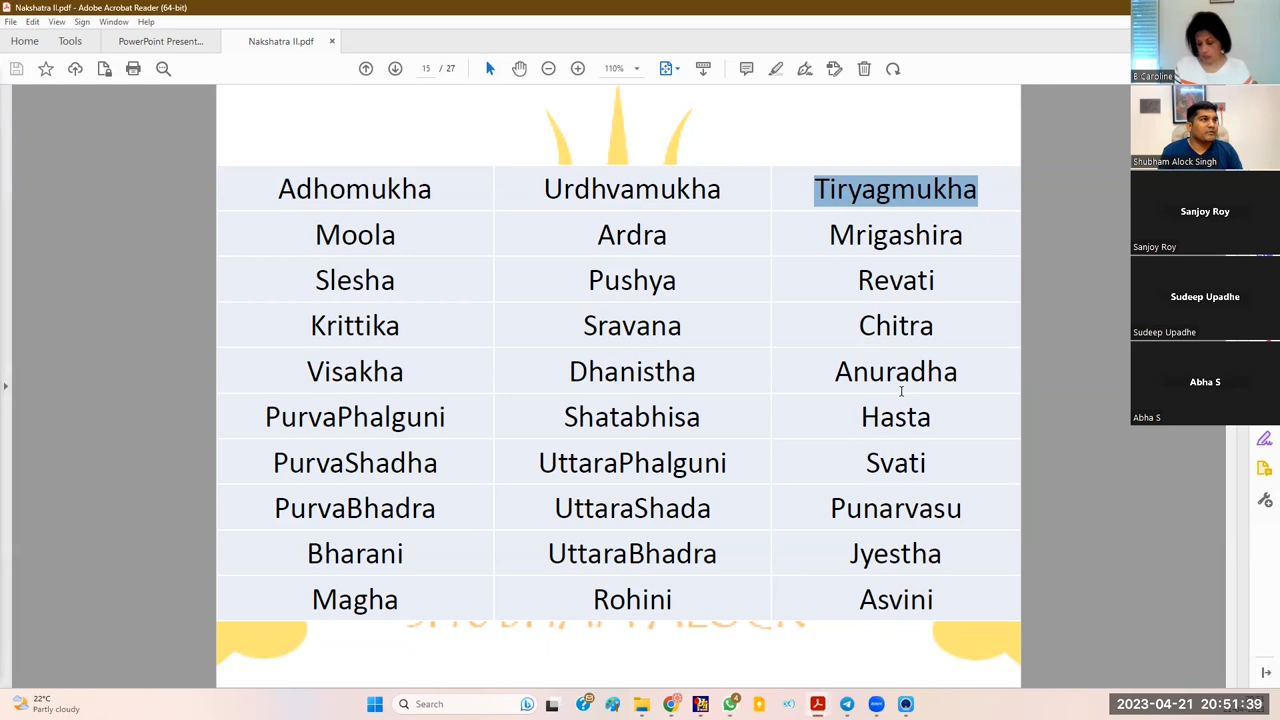 Nakshatra II.pdf - Adobe Acrobat Reader (64-bit)
File Edit View Sign Window Help
Home Tools PowerPoint Present... Nakshatra II.pdf ×
15 110%
Adhomukha Urdhvamukha Tiryagmukha
Moola Ardra Mrigashira
Slesha Pushya Revati
Krittika Sravana Chitra
Visakha Dhanistha Anuradha
PurvaPhalguni Shatabhisa Hasta
PurvaShadha UttaraPhalguni Svati
PurvaBhadra UttaraShada Punarvasu
Bharani UttaraBhadra Jyestha
Magha Rohini Asvini
B Caroline
Shubham Alock Singh
Sanjoy Roy
Sanjoy Roy
Sudeep Upadhe
Sudeep Upadhe
Abha S
Abha S
22°C
Partly cloudy
Search
4
2023-04-21 20:51:39